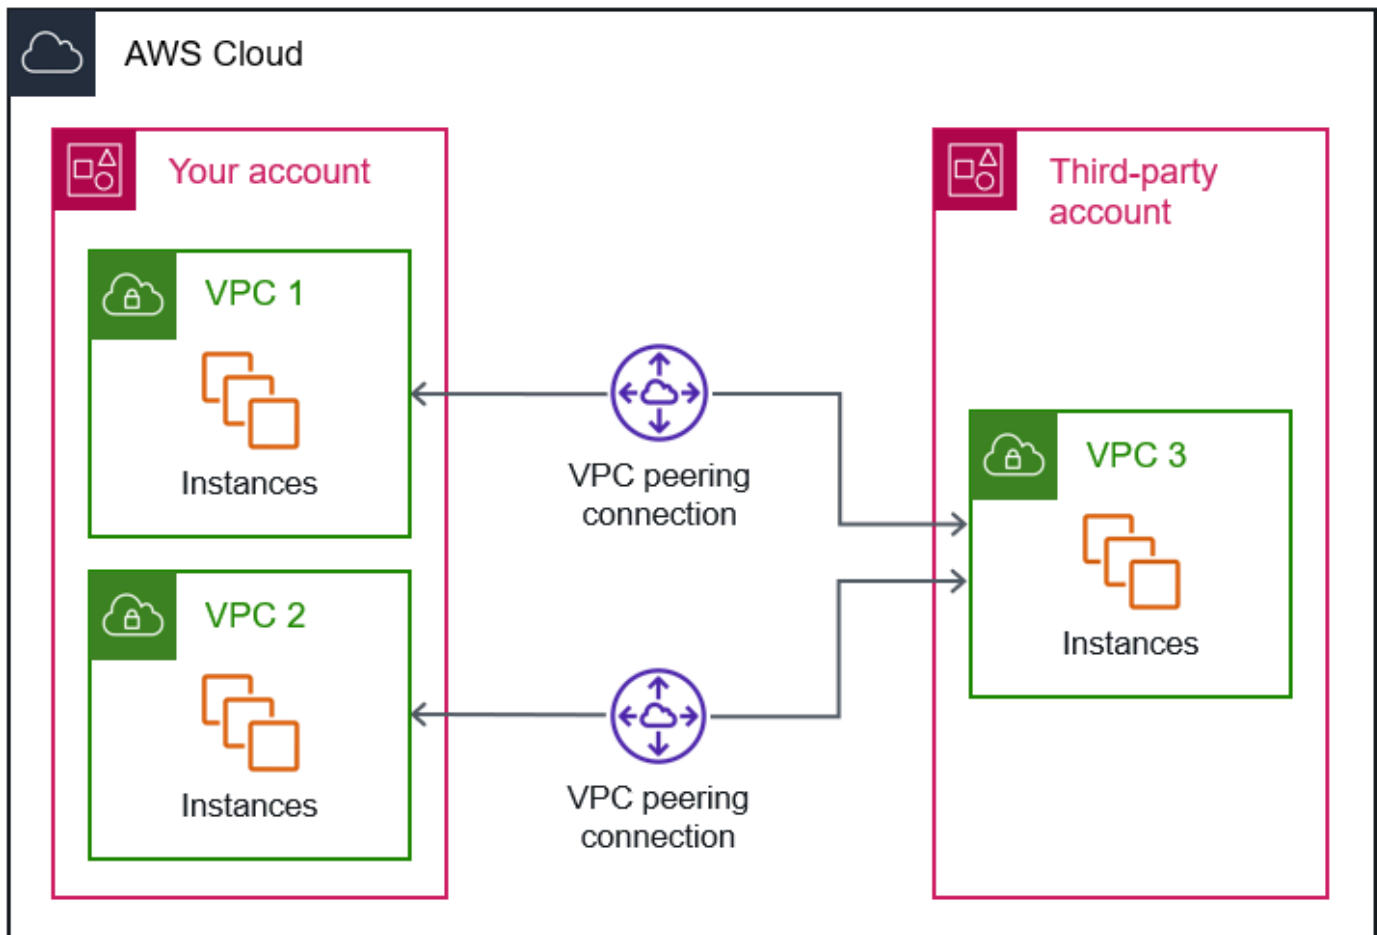 AWS Cloud
Your account
VPC 1
Instances
VPC 2
Instances
VPC peering
connection
VPC peering
connection
Third-party
account
VPC 3
Instances